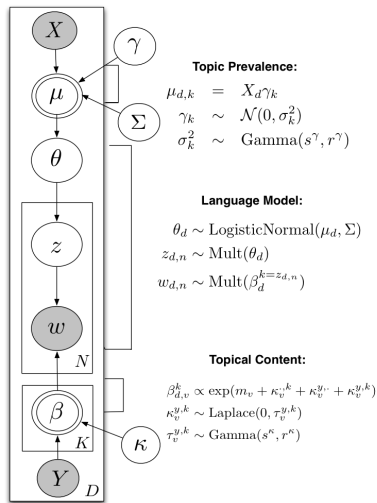 X
γ
μ
Σ
θ
z
w
N
β
K
κ
Y
D
Topic Prevalence:
μ_{d,k} = X_d γ_k
γ_k ∼ 𝒩(0, σ_k^2)
σ_k^2 ∼ Gamma(s^γ, r^γ)
Language Model:
θ_d ∼ LogisticNormal(μ_d, Σ)
z_{d,n} ∼ Mult(θ_d)
w_{d,n} ∼ Mult(β_d^{k=z_{d,n}})
Topical Content:
β_{d,v}^k ∝ exp(m_v + κ_v^{·,k} + κ_v^{y,·} + κ_v^{y,k})
κ_v^{y,k} ∼ Laplace(0, τ_v^{y,k})
τ_v^{y,k} ∼ Gamma(s^κ, r^κ)